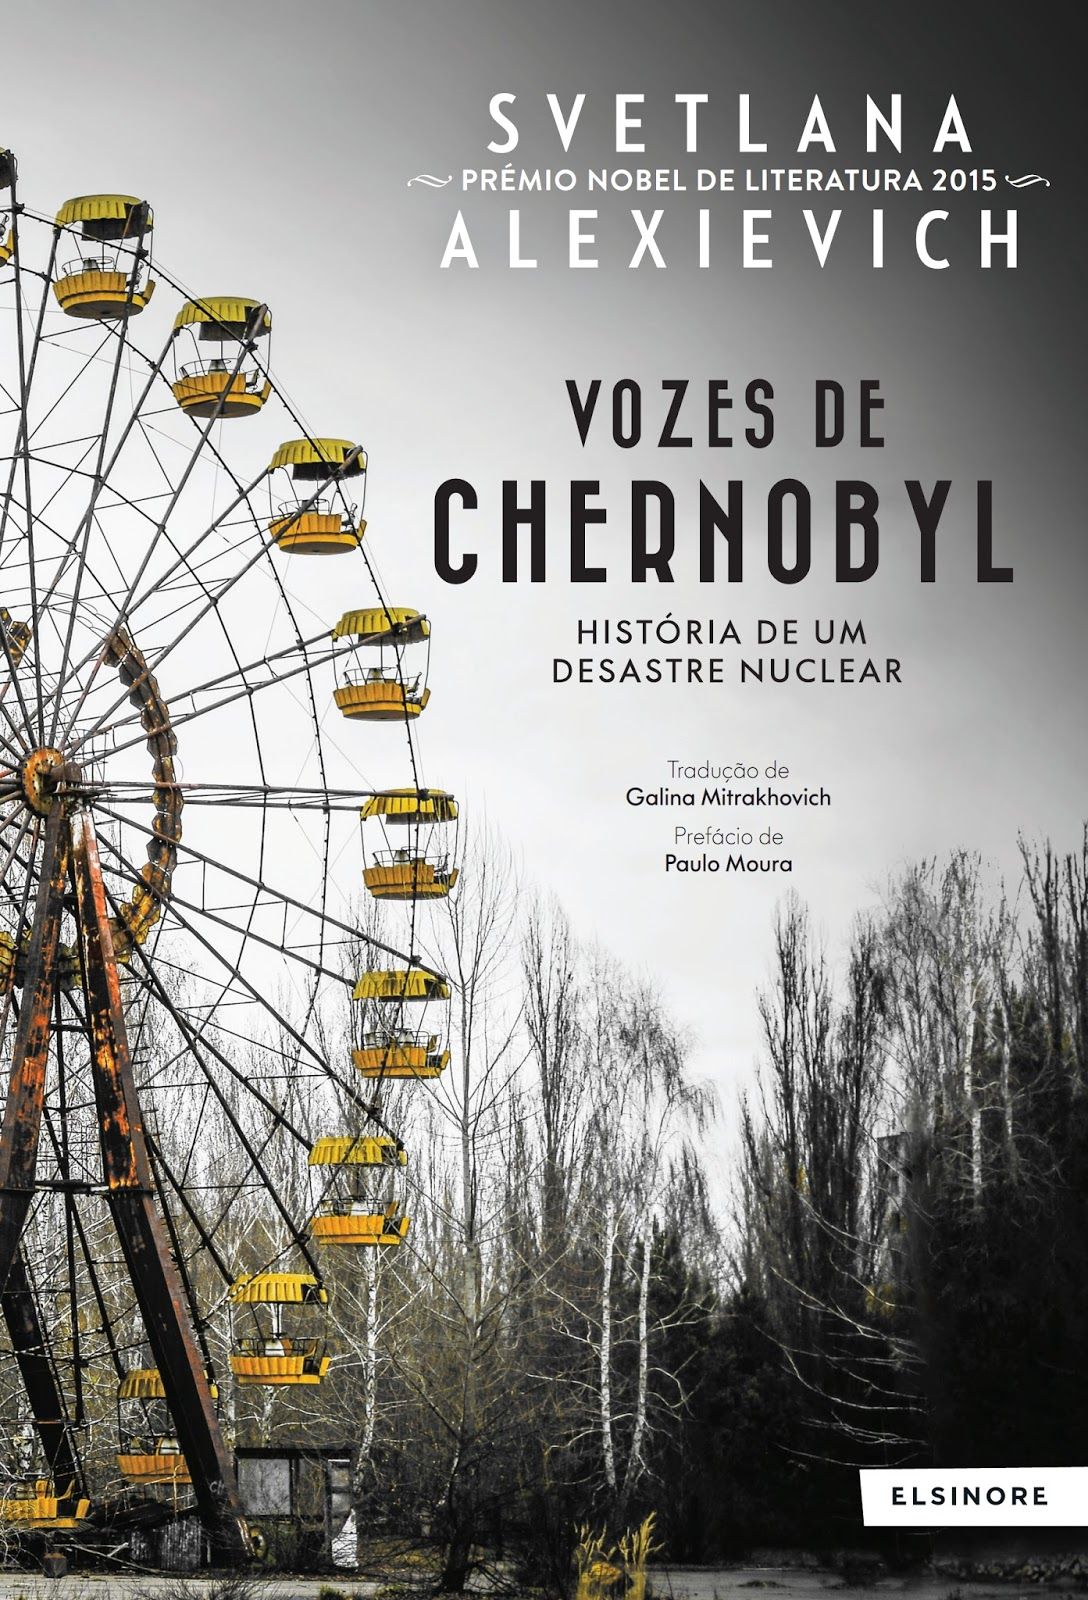 SVETLANA
PRÉMIO NOBEL DE LITERATURA 2015
ALEXIEVICH
VOZES DE
CHERNOBYL
HISTÓRIA DE UM
DESASTRE NUCLEAR
Tradução de
Galina Mitrakhovich
Prefácio de
Paulo Moura
ELSINORE